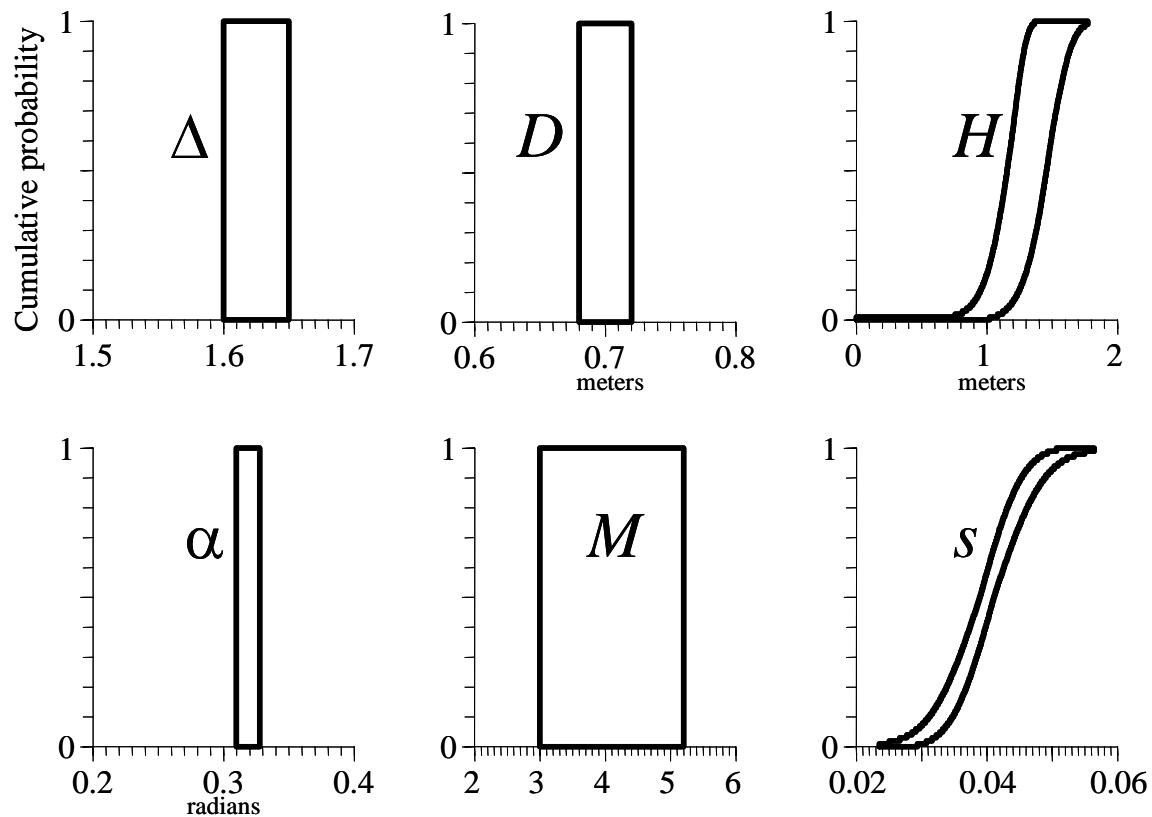 Cumulative probability
1
0
Δ
1.5 1.6 1.7
1
0
D
0.6 0.7 0.8
meters
1
0
H
0 1 2
meters
1
0
α
0.2 0.3 0.4
radians
1
0
M
2 3 4 5 6
1
0
s
0.02 0.04 0.06